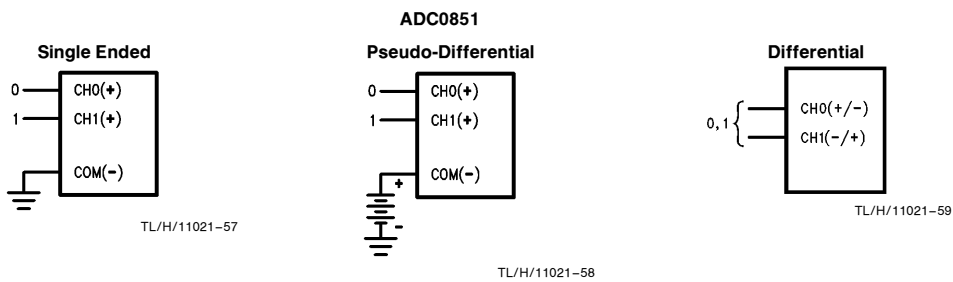 ADC0851
Single Ended
0
CH0(+)
1
CH1(+)
COM(-)
TL/H/11021-57
Pseudo-Differential
0
CH0(+)
1
CH1(+)
COM(-)
+
-
TL/H/11021-58
Differential
0,1
CH0(+/-)
CH1(-/+)
TL/H/11021-59